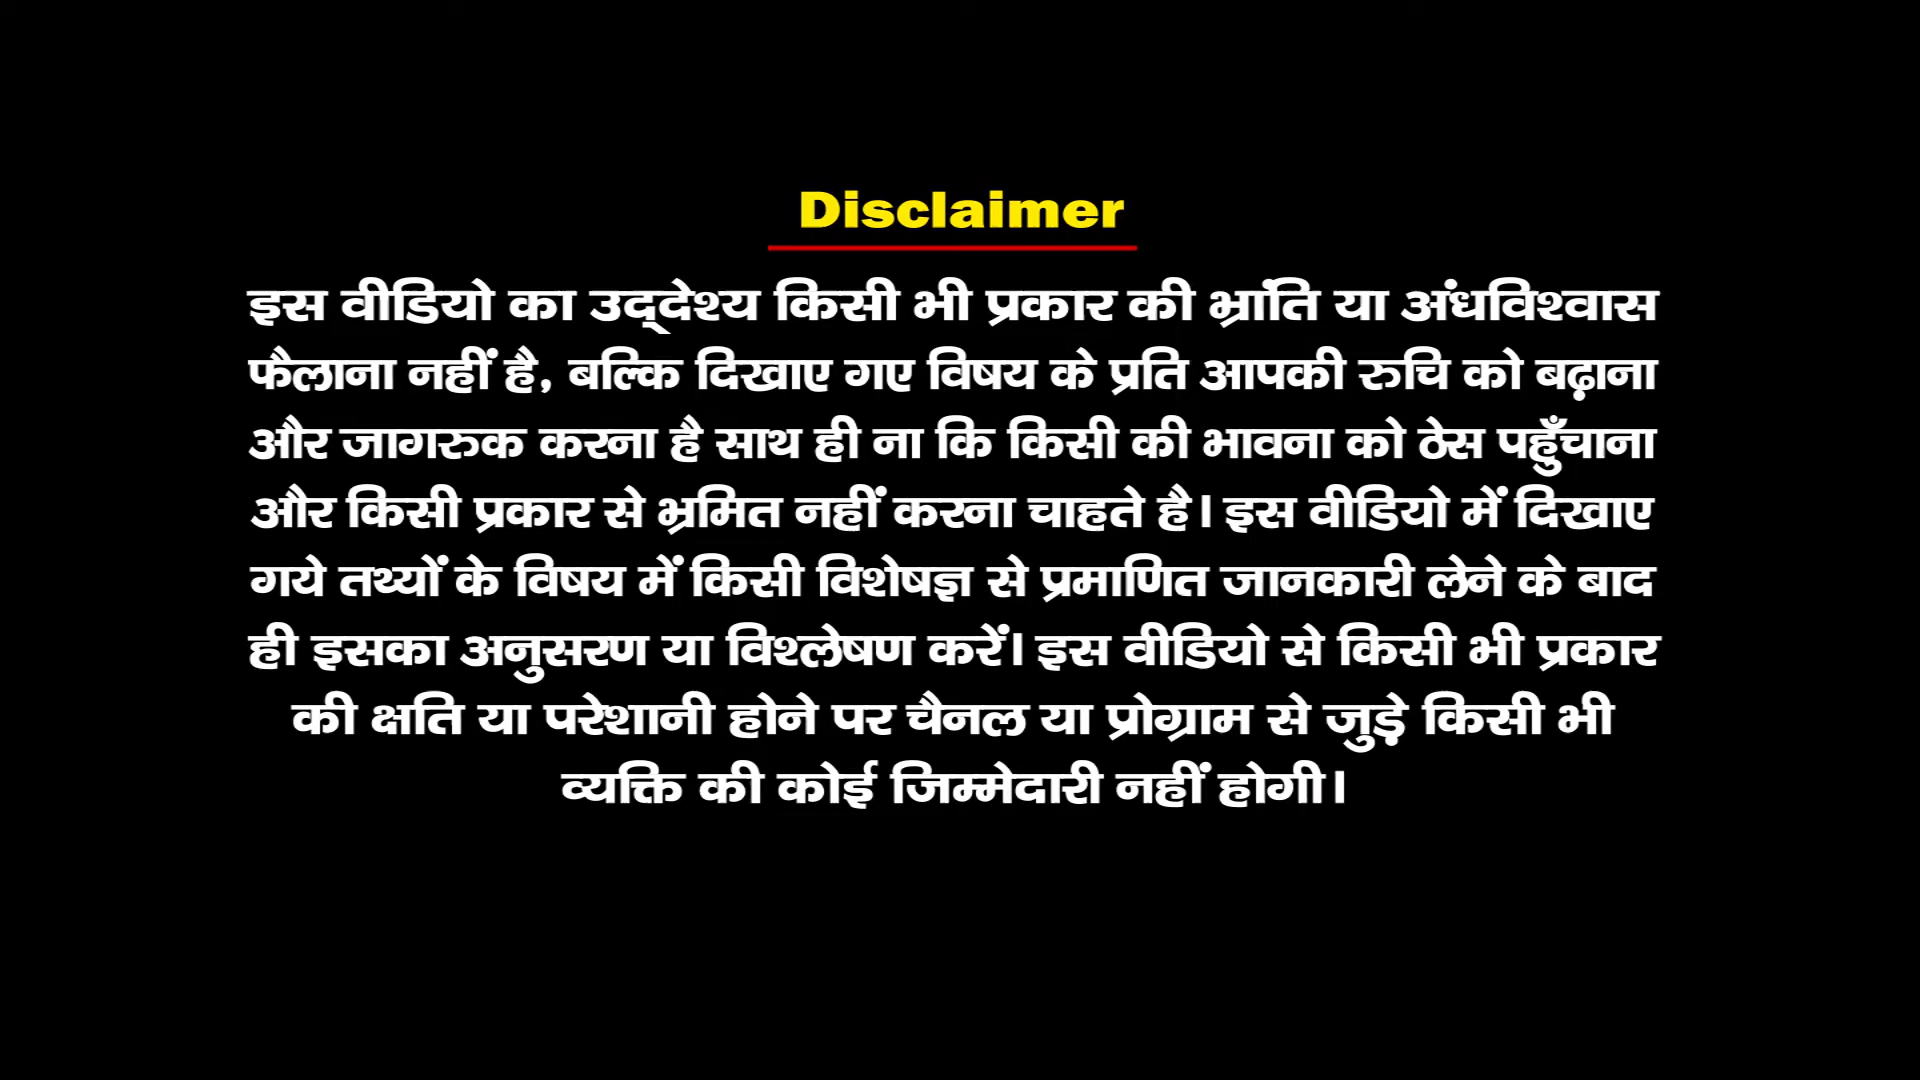 Disclaimer
इस वीडियो का उद्देश्य किसी भी प्रकार की भ्रांति या अंधविश्वास
फैलाना नहीं है, बल्कि दिखाए गए विषय के प्रति आपकी रुचि को बढ़ाना
और जागरुक करना है साथ ही ना कि किसी की भावना को ठेस पहुँचाना
और किसी प्रकार से भ्रमित नहीं करना चाहते है। इस वीडियो में दिखाए
गये तथ्यों के विषय में किसी विशेषज्ञ से प्रमाणित जानकारी लेने के बाद
ही इसका अनुसरण या विश्लेषण करें। इस वीडियो से किसी भी प्रकार
की क्षति या परेशानी होने पर चैनल या प्रोग्राम से जुड़े किसी भी
व्यक्ति की कोई जिम्मेदारी नहीं होगी।